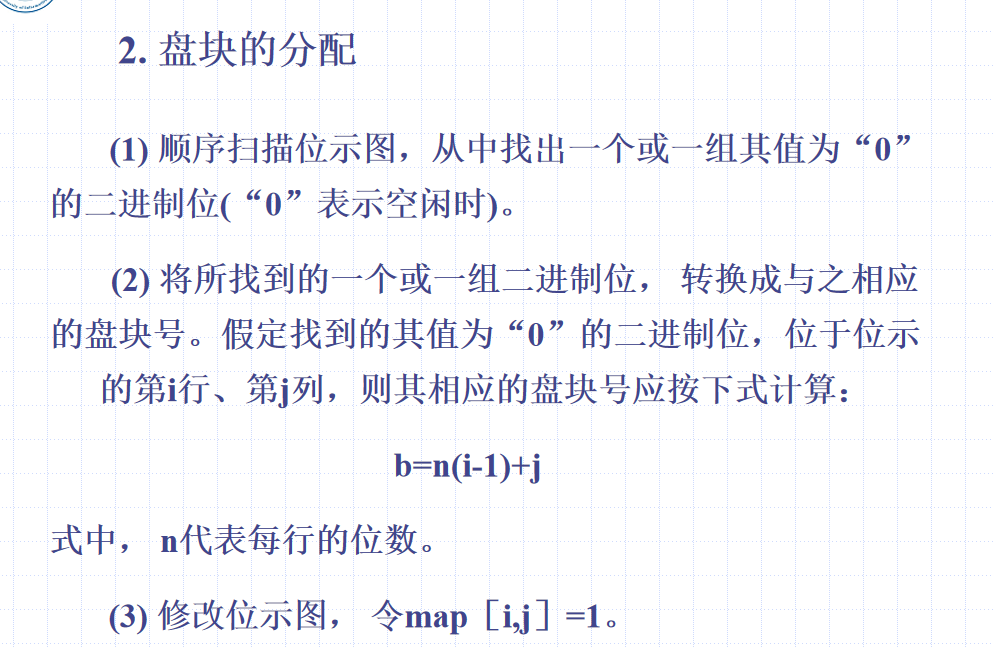 2. 盘块的分配
(1) 顺序扫描位示图，从中找出一个或一组其值为“0”
的二进制位(“0”表示空闲时)。
(2) 将所找到的一个或一组二进制位， 转换成与之相应
的盘块号。假定找到的其值为“0”的二进制位，位于位示
的第i行、第j列，则其相应的盘块号应按下式计算：
b=n(i-1)+j
式中， n代表每行的位数。
(3) 修改位示图， 令map［i,j］=1。